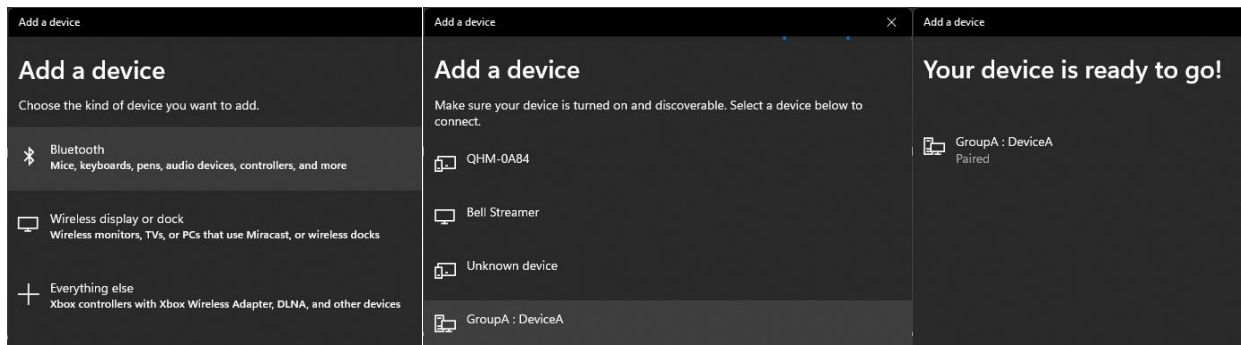 Add a device
Add a device
Choose the kind of device you want to add.
Bluetooth
Mice, keyboards, pens, audio devices, controllers, and more
Wireless display or dock
Wireless monitors, TVs, or PCs that use Miracast, or wireless docks
Everything else
Xbox controllers with Xbox Wireless Adapter, DLNA, and other devices
Add a device
Add a device
Make sure your device is turned on and discoverable. Select a device below to
connect.
QHM-0A84
Bell Streamer
Unknown device
GroupA : DeviceA
Add a device
Your device is ready to go!
GroupA : DeviceA
Paired